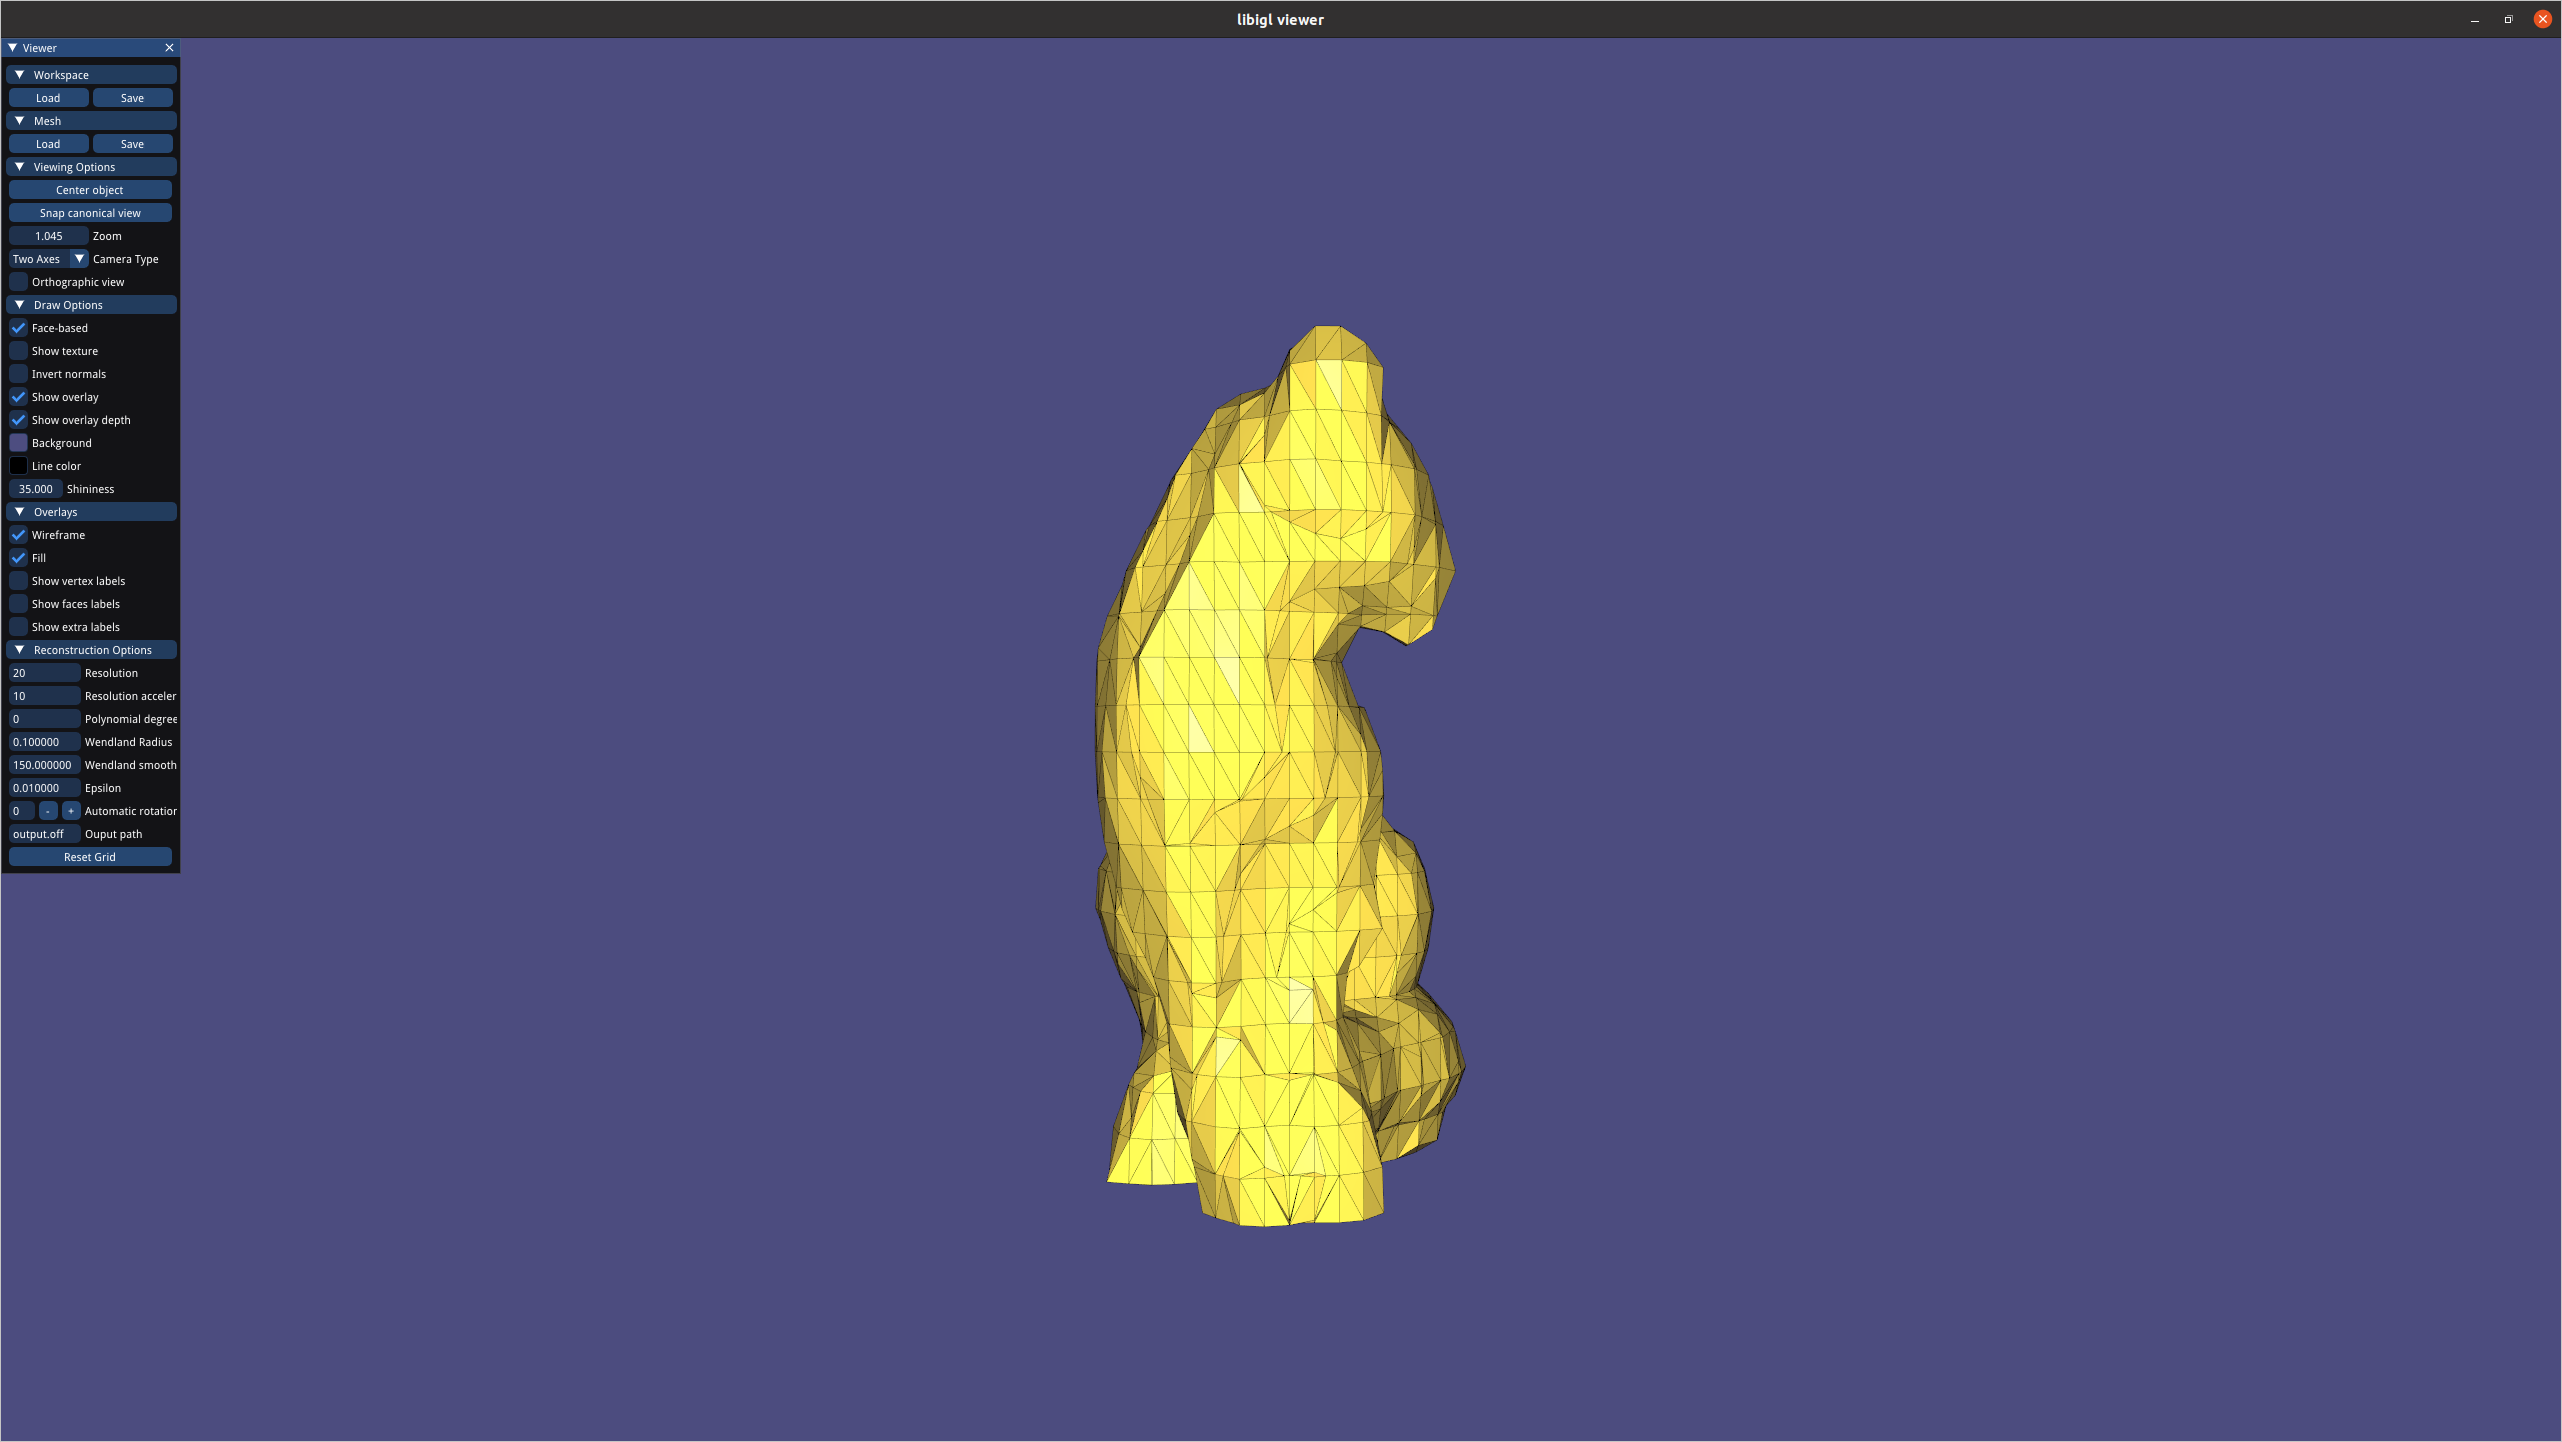 libigl viewer
Viewer
Workspace
Load Save
Mesh
Load Save
Viewing Options
Center object
Snap canonical view
1.045 Zoom
Two Axes Camera Type
Orthographic view
Draw Options
Face-based
Show texture
Invert normals
Show overlay
Show overlay depth
Background
Line color
35.000 Shininess
Overlays
Wireframe
Fill
Show vertex labels
Show faces labels
Show extra labels
Reconstruction Options
20 Resolution
10 Resolution acceler
0 Polynomial degree
0.100000 Wendland Radius
150.000000 Wendland smooth
0.010000 Epsilon
0 - + Automatic rotation
output.off Ouput path
Reset Grid